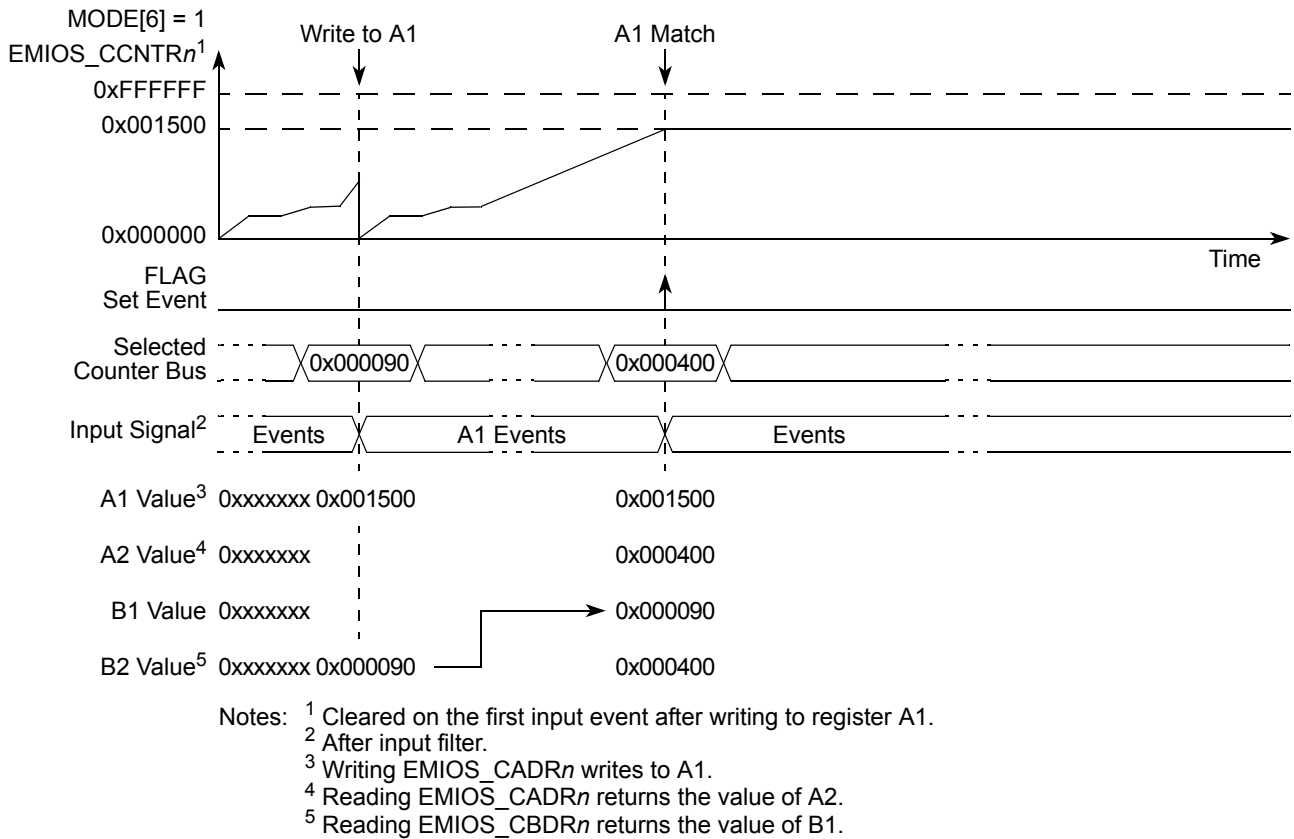 MODE[6] = 1
EMIOS_CCNTRn1
Write to A1
A1 Match
0xFFFFFF
0x001500
0x000000
Time
FLAG
Set Event
Selected
Counter Bus
0x000090
0x000400
Input Signal2
Events
A1 Events
Events
A1 Value3 0xxxxxxx 0x001500 0x001500
A2 Value4 0xxxxxxx 0x000400
B1 Value 0xxxxxxx 0x000090
B2 Value5 0xxxxxxx 0x000090 0x000400
Notes: 1 Cleared on the first input event after writing to register A1.
2 After input filter.
3 Writing EMIOS_CADRn writes to A1.
4 Reading EMIOS_CADRn returns the value of A2.
5 Reading EMIOS_CBDRn returns the value of B1.